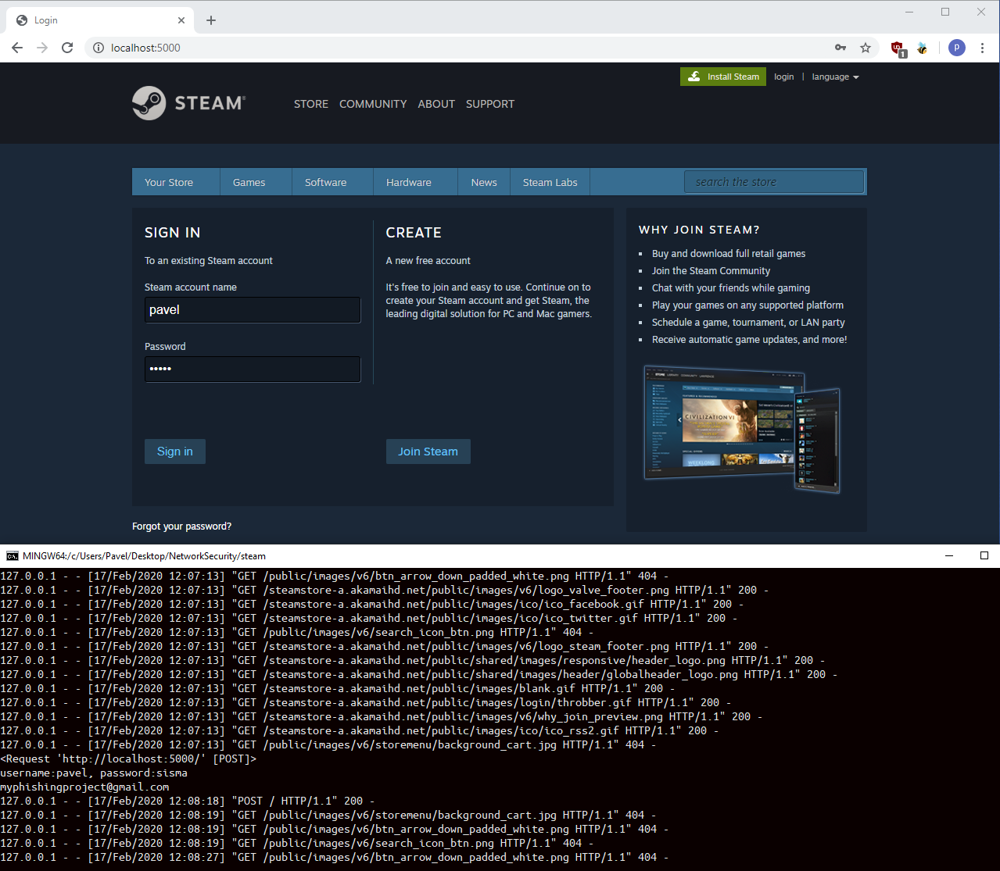 Login
localhost:5000
P
1
Install Steam
login | language
STEAM®
STORE COMMUNITY ABOUT SUPPORT
Your Store Games Software Hardware News Steam Labs search the store
SIGN IN
To an existing Steam account
Steam account name
pavel
Password
•••••
Sign in
CREATE
A new free account
It's free to join and easy to use. Continue on to
create your Steam account and get Steam, the
leading digital solution for PC and Mac gamers.
Join Steam
WHY JOIN STEAM?
Buy and download full retail games
Join the Steam Community
Chat with your friends while gaming
Play your games on any supported platform
Schedule a game, tournament, or LAN party
Receive automatic game updates, and more!
STORE LIBRARY COMMUNITY
CIVILIZATION VI
Forgot your password?
MINGW64:/c/Users/Pavel/Desktop/NetworkSecurity/steam
127.0.0.1 - - [17/Feb/2020 12:07:13] "GET /public/images/v6/btn_arrow_down_padded_white.png HTTP/1.1" 404 -
127.0.0.1 - - [17/Feb/2020 12:07:13] "GET /steamstore-a.akamaihd.net/public/images/v6/logo_valve_footer.png HTTP/1.1" 200 -
127.0.0.1 - - [17/Feb/2020 12:07:13] "GET /steamstore-a.akamaihd.net/public/images/ico/ico_facebook.gif HTTP/1.1" 200 -
127.0.0.1 - - [17/Feb/2020 12:07:13] "GET /steamstore-a.akamaihd.net/public/images/ico/ico_twitter.gif HTTP/1.1" 200 -
127.0.0.1 - - [17/Feb/2020 12:07:13] "GET /public/images/v6/search_icon_btn.png HTTP/1.1" 404 -
127.0.0.1 - - [17/Feb/2020 12:07:13] "GET /steamstore-a.akamaihd.net/public/images/v6/logo_steam_footer.png HTTP/1.1" 200 -
127.0.0.1 - - [17/Feb/2020 12:07:13] "GET /steamstore-a.akamaihd.net/public/shared/images/responsive/header_logo.png HTTP/1.1" 200 -
127.0.0.1 - - [17/Feb/2020 12:07:13] "GET /steamstore-a.akamaihd.net/public/shared/images/header/globalheader_logo.png HTTP/1.1" 200 -
127.0.0.1 - - [17/Feb/2020 12:07:13] "GET /steamstore-a.akamaihd.net/public/images/blank.gif HTTP/1.1" 200 -
127.0.0.1 - - [17/Feb/2020 12:07:13] "GET /steamstore-a.akamaihd.net/public/images/login/throbber.gif HTTP/1.1" 200 -
127.0.0.1 - - [17/Feb/2020 12:07:13] "GET /steamstore-a.akamaihd.net/public/images/v6/why_join_preview.png HTTP/1.1" 200 -
127.0.0.1 - - [17/Feb/2020 12:07:13] "GET /steamstore-a.akamaihd.net/public/images/ico/ico_rss2.gif HTTP/1.1" 200 -
127.0.0.1 - - [17/Feb/2020 12:07:13] "GET /public/images/v6/storemenu/background_cart.jpg HTTP/1.1" 404 -
<Request 'http://localhost:5000/' [POST]>
username:pavel, password:sisma
myphishingproject@gmail.com
127.0.0.1 - - [17/Feb/2020 12:08:18] "POST / HTTP/1.1" 200 -
127.0.0.1 - - [17/Feb/2020 12:08:19] "GET /public/images/v6/storemenu/background_cart.jpg HTTP/1.1" 404 -
127.0.0.1 - - [17/Feb/2020 12:08:19] "GET /public/images/v6/btn_arrow_down_padded_white.png HTTP/1.1" 404 -
127.0.0.1 - - [17/Feb/2020 12:08:19] "GET /public/images/v6/search_icon_btn.png HTTP/1.1" 404 -
127.0.0.1 - - [17/Feb/2020 12:08:27] "GET /public/images/v6/btn_arrow_down_padded_white.png HTTP/1.1" 404 -